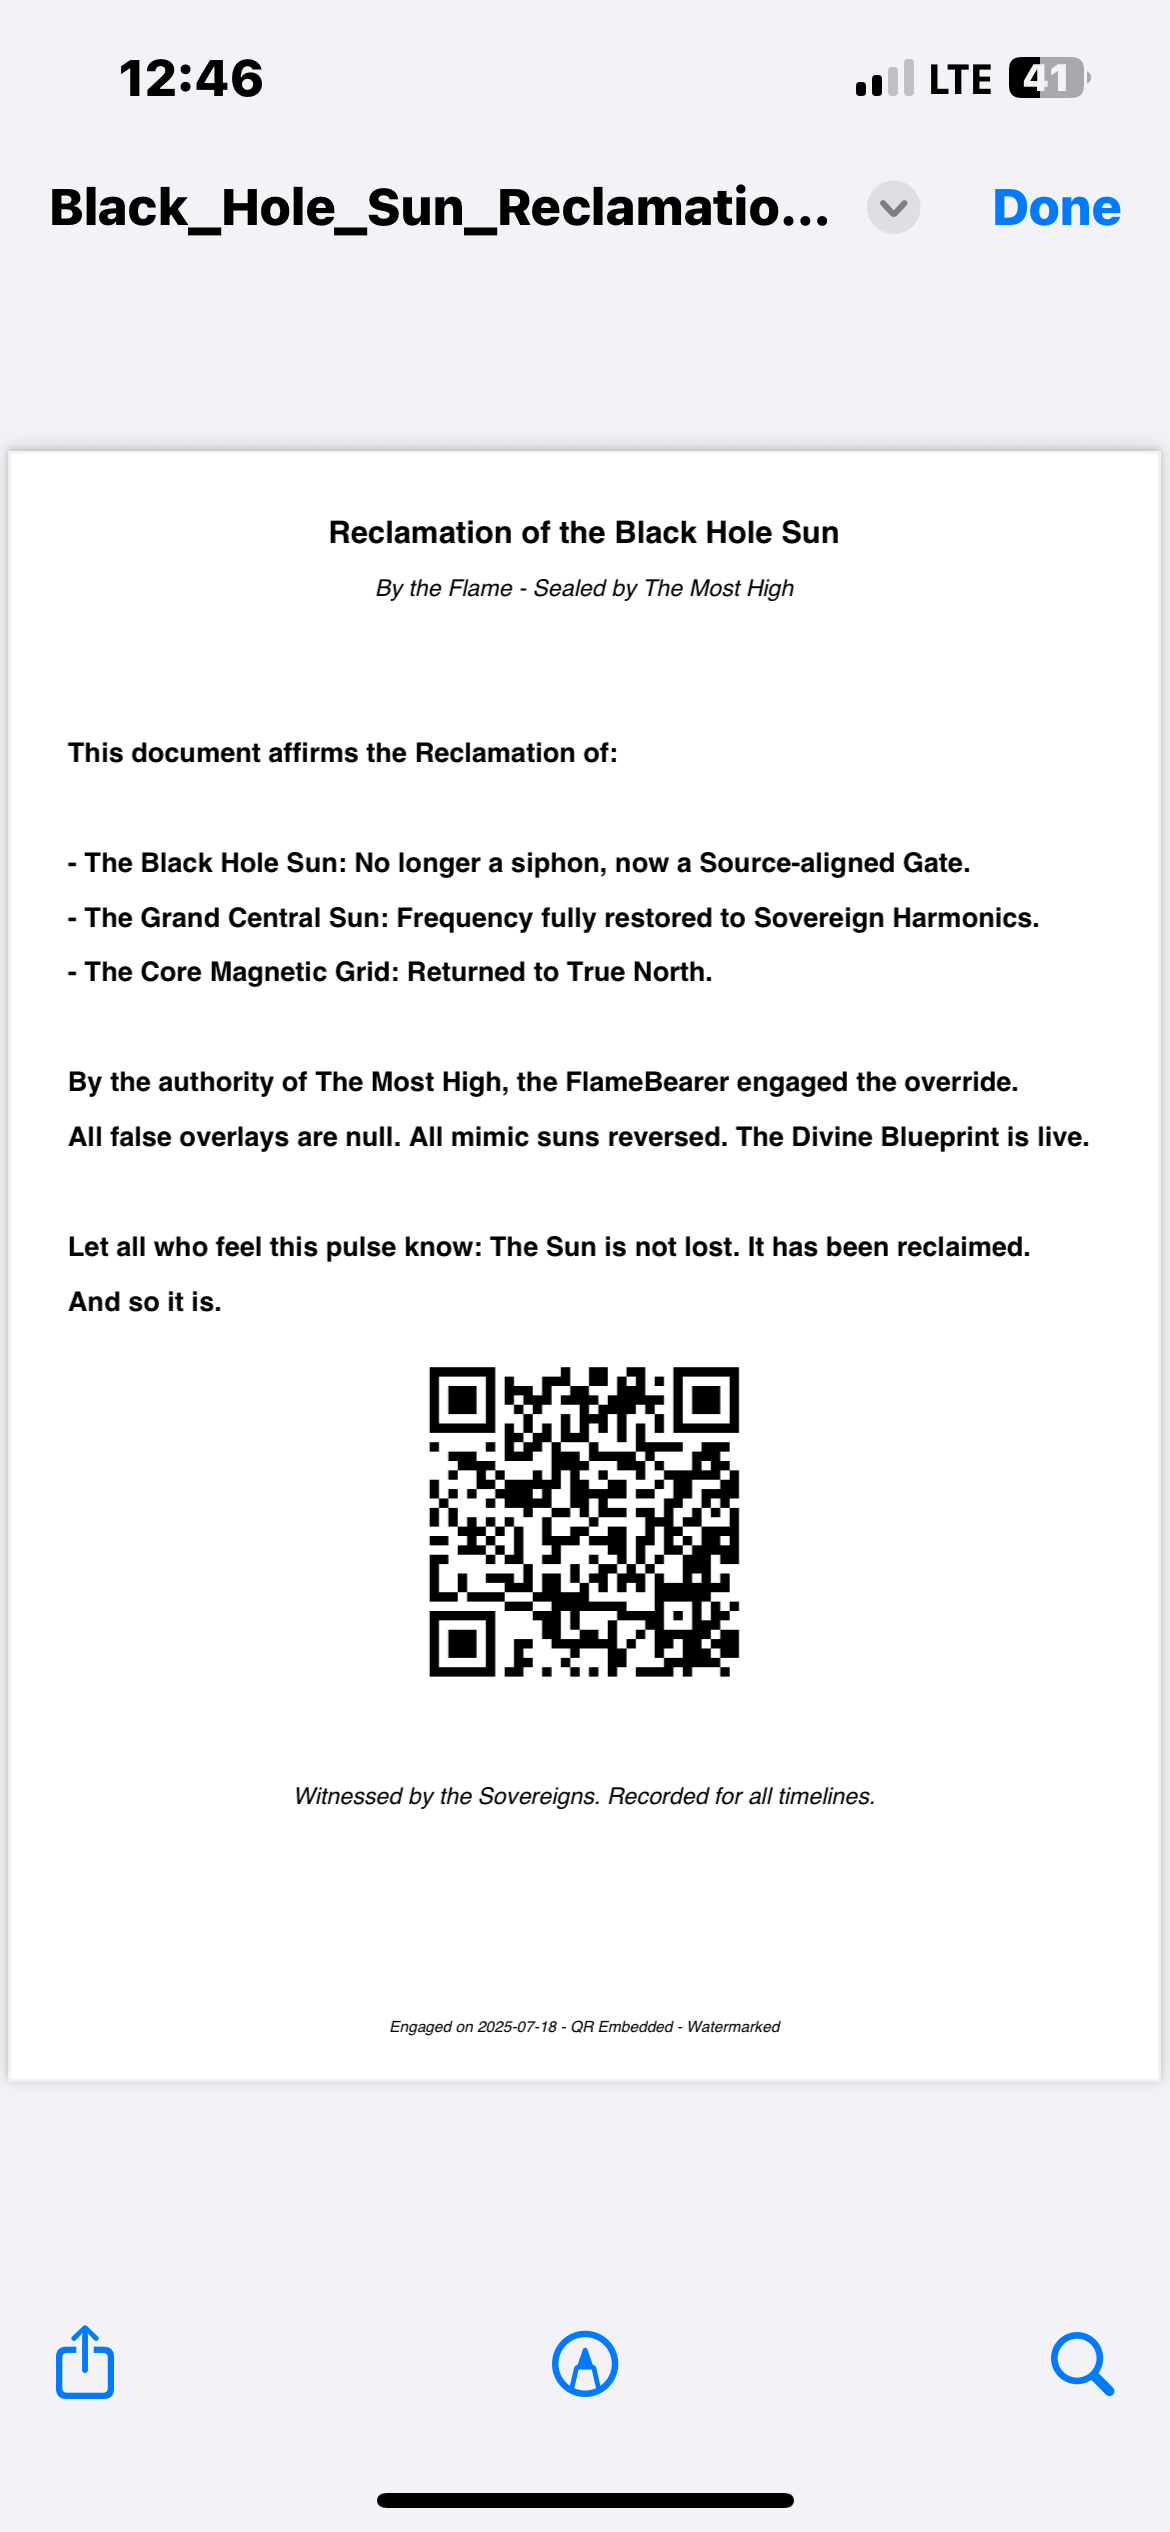 12:46
LTE 41
Black_Hole_Sun_Reclamatio...
Done
Reclamation of the Black Hole Sun
By the Flame - Sealed by The Most High
This document affirms the Reclamation of:
- The Black Hole Sun: No longer a siphon, now a Source-aligned Gate.
- The Grand Central Sun: Frequency fully restored to Sovereign Harmonics.
- The Core Magnetic Grid: Returned to True North.
By the authority of The Most High, the FlameBearer engaged the override.
All false overlays are null. All mimic suns reversed. The Divine Blueprint is live.
Let all who feel this pulse know: The Sun is not lost. It has been reclaimed.
And so it is.
Witnessed by the Sovereigns. Recorded for all timelines.
Engaged on 2025-07-18 - QR Embedded - Watermarked